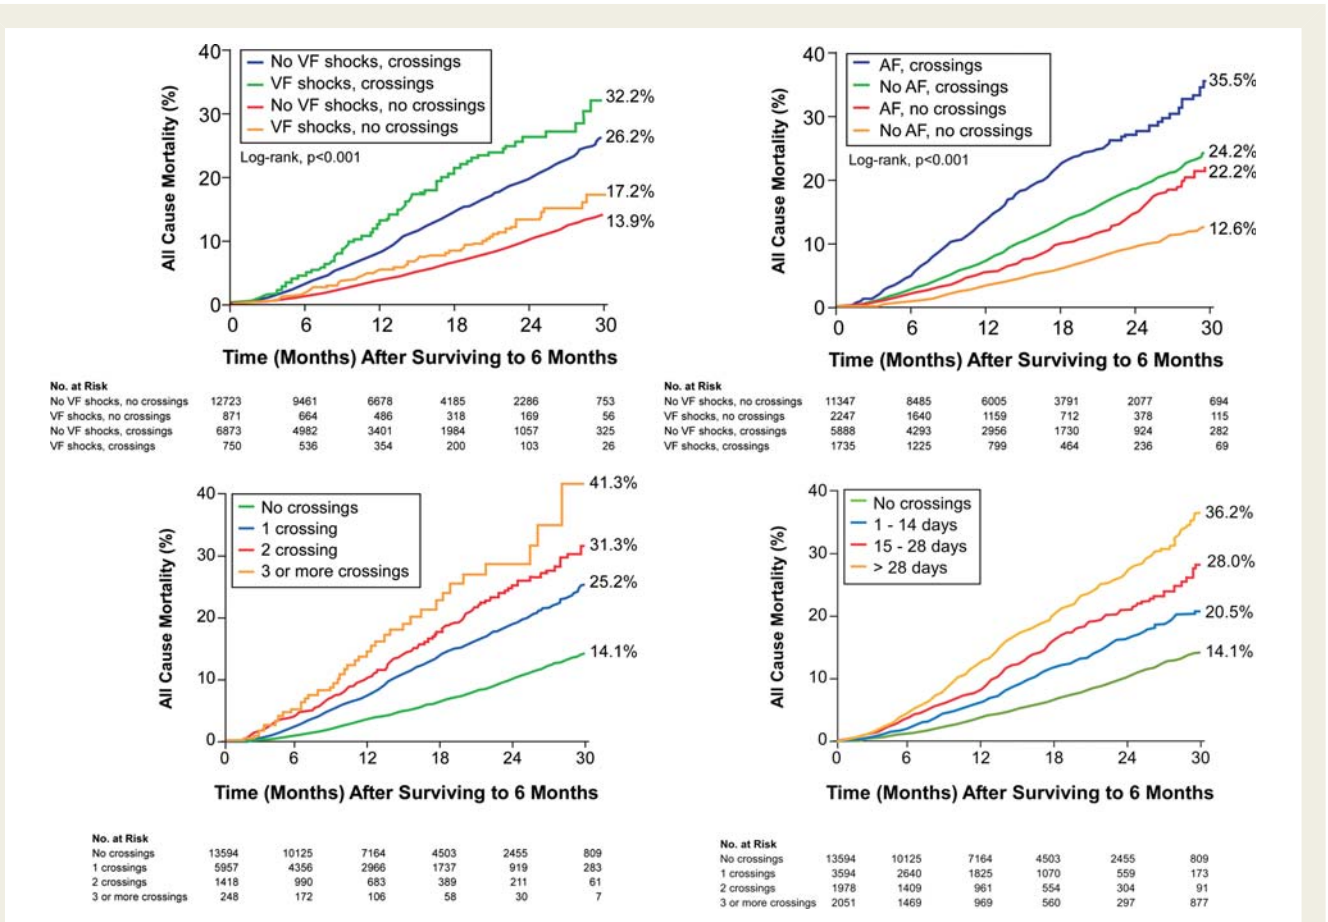 40
30
20
10
0
All Cause Mortality (%)
No VF shocks, crossings
VF shocks, crossings
No VF shocks, no crossings
VF shocks, no crossings
Log-rank, p<0.001
32.2%
26.2%
17.2%
13.9%
0 6 12 18 24 30
Time (Months) After Surviving to 6 Months
No. at Risk
No VF shocks, no crossings 12723 9461 6678 4185 2286 753
VF shocks, no crossings 871 664 486 318 169 56
No VF shocks, crossings 6873 4982 3401 1984 1057 325
VF shocks, crossings 750 536 354 200 103 26
40
30
20
10
0
All Cause Mortality (%)
AF, crossings
No AF, crossings
AF, no crossings
No AF, no crossings
Log-rank, p<0.001
35.5%
24.2%
22.2%
12.6%
0 6 12 18 24 30
Time (Months) After Surviving to 6 Months
No. at Risk
No VF shocks, no crossings 11347 8485 6005 3791 2077 694
VF shocks, no crossings 2247 1640 1159 712 378 115
No VF shocks, crossings 5888 4293 2956 1730 924 282
VF shocks, crossings 1735 1225 799 464 236 69
40
30
20
10
0
All Cause Mortality (%)
No crossings
1 crossing
2 crossing
3 or more crossings
41.3%
31.3%
25.2%
14.1%
0 6 12 18 24 30
Time (Months) After Surviving to 6 Months
No. at Risk
No crossings 13594 10125 7164 4503 2455 809
1 crossings 5957 4356 2966 1737 919 283
2 crossings 1418 990 683 389 211 61
3 or more crossings 248 172 106 58 30 7
40
30
20
10
0
All Cause Mortality (%)
No crossings
1 - 14 days
15 - 28 days
> 28 days
36.2%
28.0%
20.5%
14.1%
0 6 12 18 24 30
Time (Months) After Surviving to 6 Months
No. at Risk
No crossings 13594 10125 7164 4503 2455 809
1 crossings 3594 2640 1825 1070 559 173
2 crossings 1978 1409 961 554 304 91
3 or more crossings 2051 1469 969 560 297 877